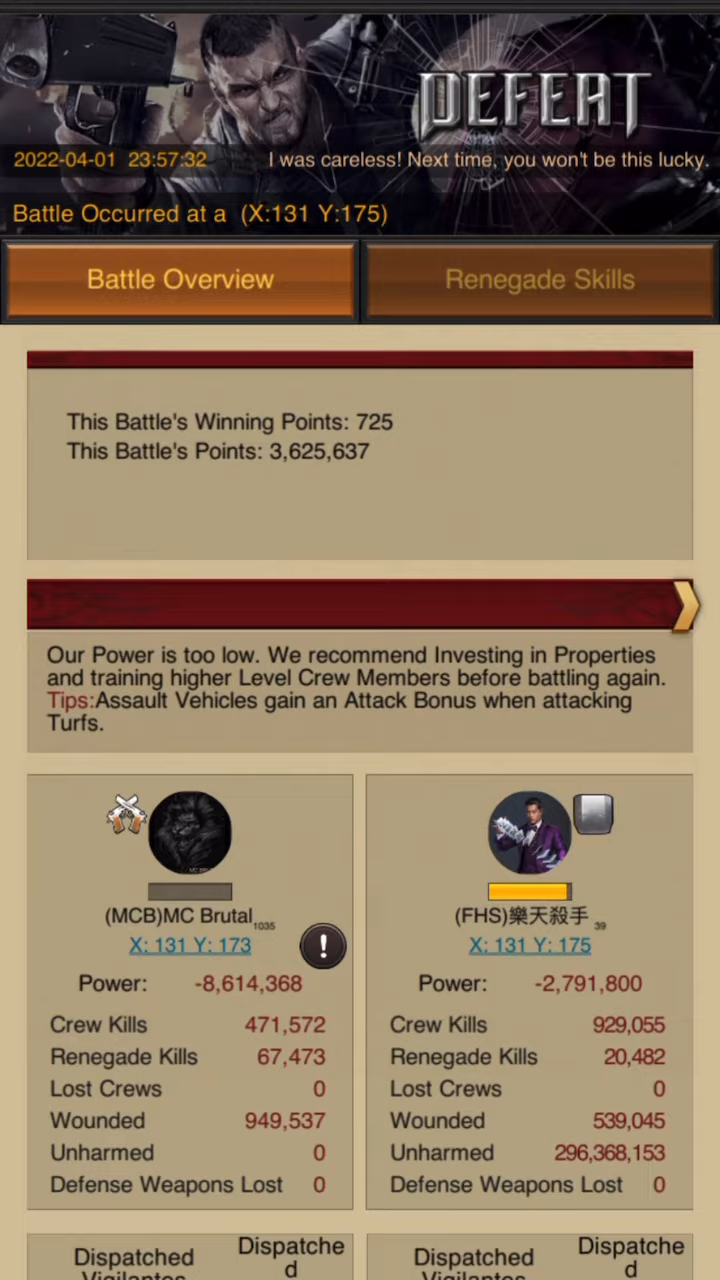 DEFEAT
2022-04-01 23:57:32
I was careless! Next time, you won't be this lucky.
Battle Occurred at a (X:131 Y:175)
Battle Overview
Renegade Skills
This Battle's Winning Points: 725
This Battle's Points: 3,625,637
Our Power is too low. We recommend Investing in Properties
and training higher Level Crew Members before battling again.
Tips:Assault Vehicles gain an Attack Bonus when attacking
Turfs.
(MCB)MC Brutal 1035
X: 131 Y: 173
!
Power: -8,614,368
Crew Kills 471,572
Renegade Kills 67,473
Lost Crews 0
Wounded 949,537
Unharmed 0
Defense Weapons Lost 0
(FHS)樂天殺手 39
X: 131 Y: 175
Power: -2,791,800
Crew Kills 929,055
Renegade Kills 20,482
Lost Crews 0
Wounded 539,045
Unharmed 296,368,153
Defense Weapons Lost 0
Dispatched
Vigilantes
Dispatche
d
Dispatched
Vigilantes
Dispatche
d